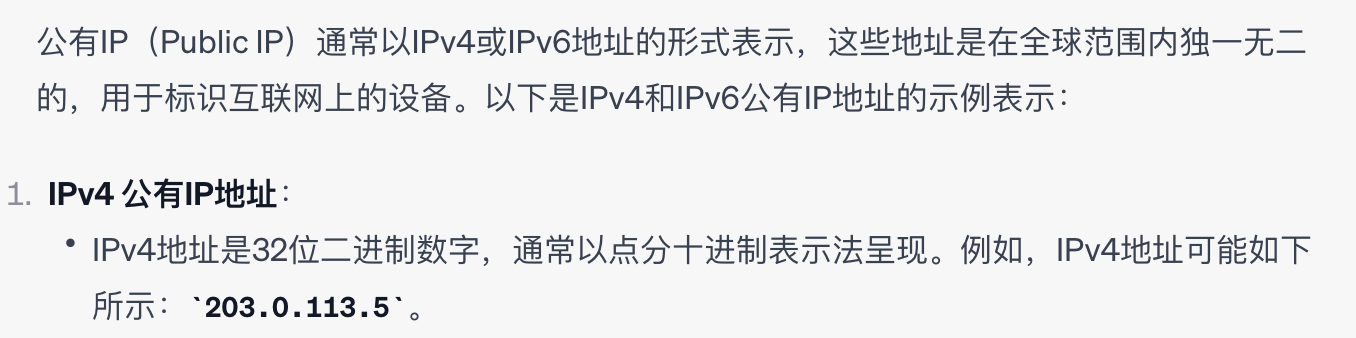 公有IP（Public IP）通常以IPv4或IPv6地址的形式表示，这些地址是在全球范围内独一无二
的，用于标识互联网上的设备。以下是IPv4和IPv6公有IP地址的示例表示：
1. IPv4 公有IP地址：
• IPv4地址是32位二进制数字，通常以点分十进制表示法呈现。例如，IPv4地址可能如下
所示：`203.0.113.5`。